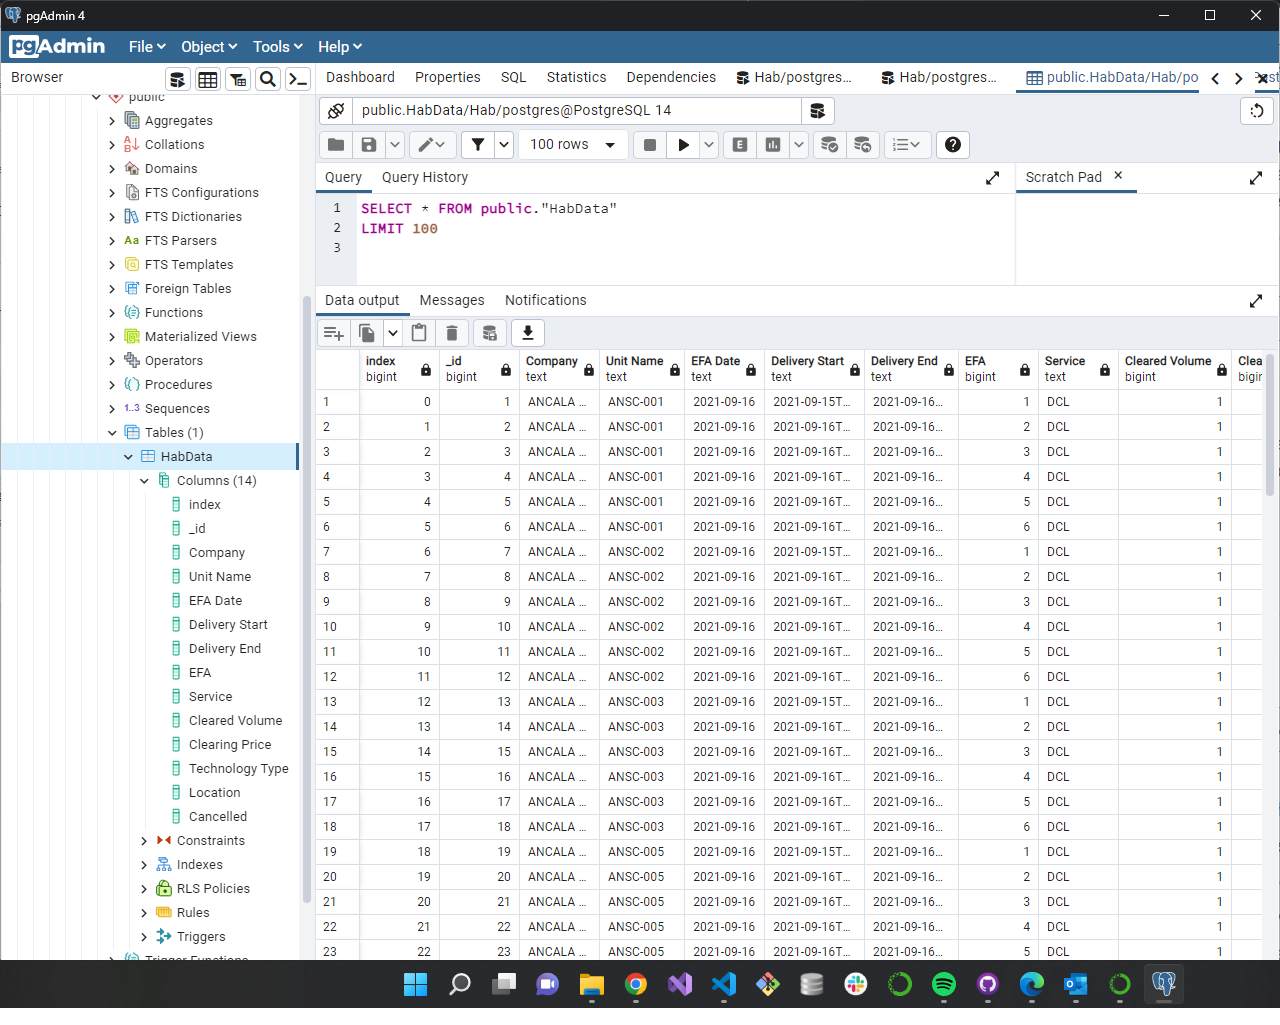 pgAdmin 4
pgAdmin File Object Tools Help
Browser
Dashboard Properties SQL Statistics Dependencies Hab/postgres... Hab/postgres... public.HabData/Hab/po
public
Aggregates
Collations
Domains
FTS Configurations
FTS Dictionaries
Aa FTS Parsers
FTS Templates
Foreign Tables
Functions
Materialized Views
Operators
Procedures
1..3 Sequences
Tables (1)
HabData
Columns (14)
index
_id
Company
Unit Name
EFA Date
Delivery Start
Delivery End
EFA
Service
Cleared Volume
Clearing Price
Technology Type
Location
Cancelled
Constraints
Indexes
RLS Policies
Rules
Triggers
Trigger Functions
public.HabData/Hab/postgres@PostgreSQL 14
100 rows
Query Query History
Scratch Pad
1 SELECT * FROM public."HabData"
2 LIMIT 100
3
Data output Messages Notifications
index _id Company Unit Name EFA Date Delivery Start Delivery End EFA Service Cleared Volume Clea
bigint bigint text text text text text bigint text bigint bigin
1 0 1 ANCALA ... ANSC-001 2021-09-16 2021-09-15T... 2021-09-16... 1 DCL 1
2 1 2 ANCALA ... ANSC-001 2021-09-16 2021-09-16T... 2021-09-16... 2 DCL 1
3 2 3 ANCALA ... ANSC-001 2021-09-16 2021-09-16T... 2021-09-16... 3 DCL 1
4 3 4 ANCALA ... ANSC-001 2021-09-16 2021-09-16T... 2021-09-16... 4 DCL 1
5 4 5 ANCALA ... ANSC-001 2021-09-16 2021-09-16T... 2021-09-16... 5 DCL 1
6 5 6 ANCALA ... ANSC-001 2021-09-16 2021-09-16T... 2021-09-16... 6 DCL 1
7 6 7 ANCALA ... ANSC-002 2021-09-16 2021-09-15T... 2021-09-16... 1 DCL 1
8 7 8 ANCALA ... ANSC-002 2021-09-16 2021-09-16T... 2021-09-16... 2 DCL 1
9 8 9 ANCALA ... ANSC-002 2021-09-16 2021-09-16T... 2021-09-16... 3 DCL 1
10 9 10 ANCALA ... ANSC-002 2021-09-16 2021-09-16T... 2021-09-16... 4 DCL 1
11 10 11 ANCALA ... ANSC-002 2021-09-16 2021-09-16T... 2021-09-16... 5 DCL 1
12 11 12 ANCALA ... ANSC-002 2021-09-16 2021-09-16T... 2021-09-16... 6 DCL 1
13 12 13 ANCALA ... ANSC-003 2021-09-16 2021-09-15T... 2021-09-16... 1 DCL 1
14 13 14 ANCALA ... ANSC-003 2021-09-16 2021-09-16T... 2021-09-16... 2 DCL 1
15 14 15 ANCALA ... ANSC-003 2021-09-16 2021-09-16T... 2021-09-16... 3 DCL 1
16 15 16 ANCALA ... ANSC-003 2021-09-16 2021-09-16T... 2021-09-16... 4 DCL 1
17 16 17 ANCALA ... ANSC-003 2021-09-16 2021-09-16T... 2021-09-16... 5 DCL 1
18 17 18 ANCALA ... ANSC-003 2021-09-16 2021-09-16T... 2021-09-16... 6 DCL 1
19 18 19 ANCALA ... ANSC-005 2021-09-16 2021-09-15T... 2021-09-16... 1 DCL 1
20 19 20 ANCALA ... ANSC-005 2021-09-16 2021-09-16T... 2021-09-16... 2 DCL 1
21 20 21 ANCALA ... ANSC-005 2021-09-16 2021-09-16T... 2021-09-16... 3 DCL 1
22 21 22 ANCALA ... ANSC-005 2021-09-16 2021-09-16T... 2021-09-16... 4 DCL 1
23 22 23 ANCALA ... ANSC-005 2021-09-16 2021-09-16T... 2021-09-16... 5 DCL 1